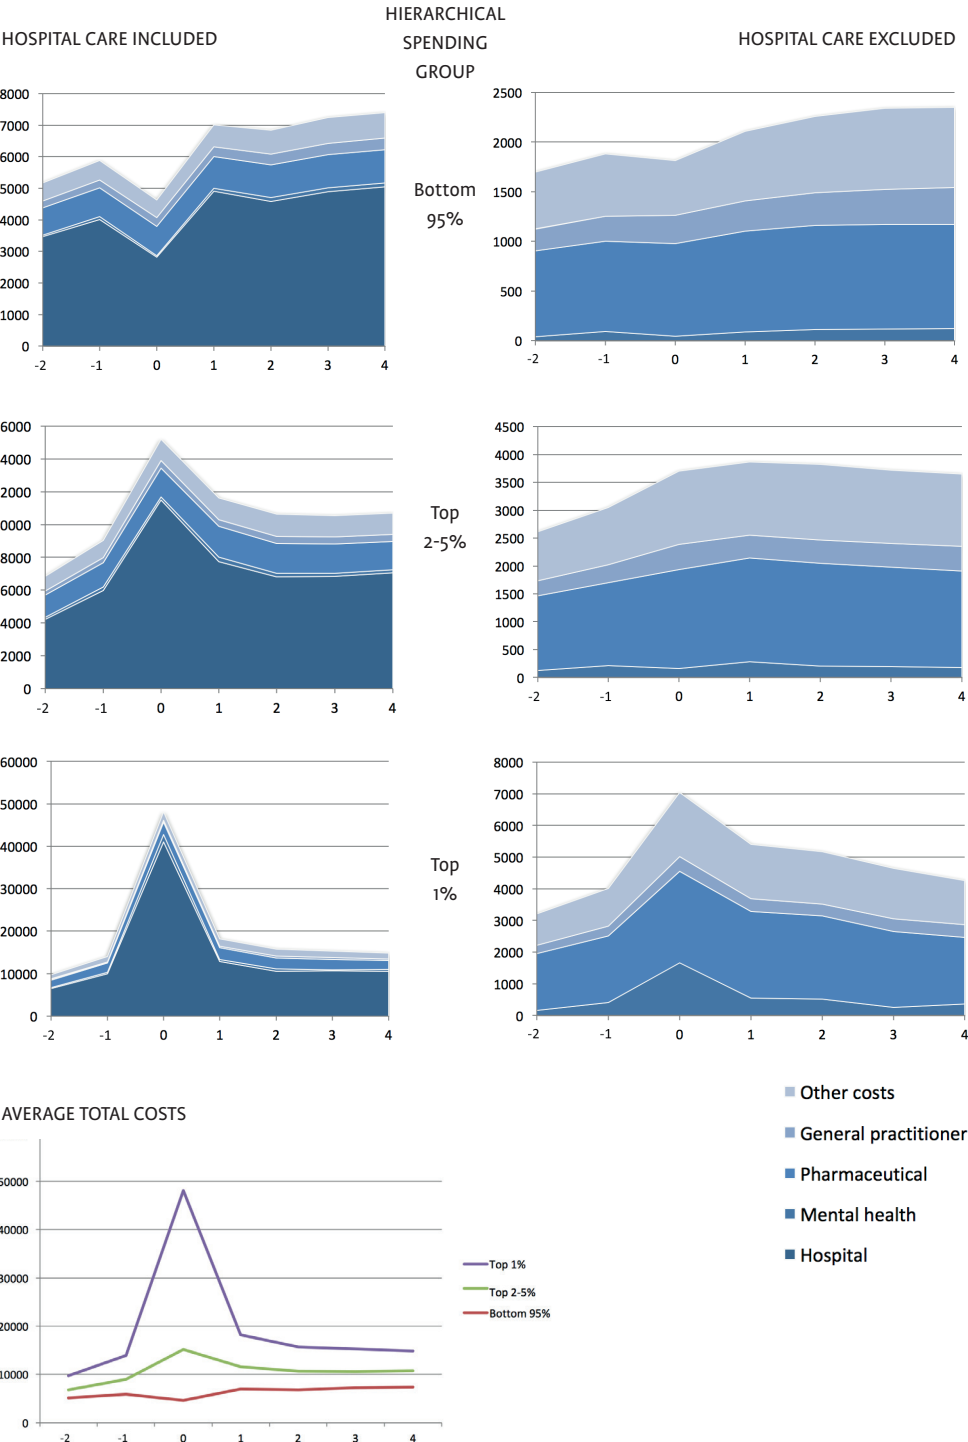 HIERARCHICAL
SPENDING
GROUP
HOSPITAL CARE INCLUDED
HOSPITAL CARE EXCLUDED
8000
7000
6000
5000
4000
3000
2000
1000
0
-2 -1 0 1 2 3 4
Bottom
95%
2500
2000
1500
1000
500
0
-2 -1 0 1 2 3 4
6000
4000
2000
0000
8000
6000
4000
2000
0
-2 -1 0 1 2 3 4
Top
2-5%
4500
4000
3500
3000
2500
2000
1500
1000
500
0
-2 -1 0 1 2 3 4
60000
50000
40000
30000
20000
10000
0
-2 -1 0 1 2 3 4
Top
1%
8000
7000
6000
5000
4000
3000
2000
1000
0
-2 -1 0 1 2 3 4
Other costs
General practitioner
Pharmaceutical
Mental health
Hospital
AVERAGE TOTAL COSTS
50000
40000
30000
20000
10000
0
-2 -1 0 1 2 3 4
Top 1%
Top 2-5%
Bottom 95%